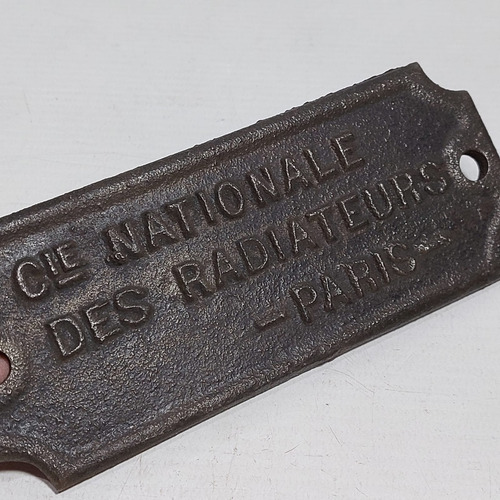 CIE NATIONALE
DES RADIATEURS
- PARIS -